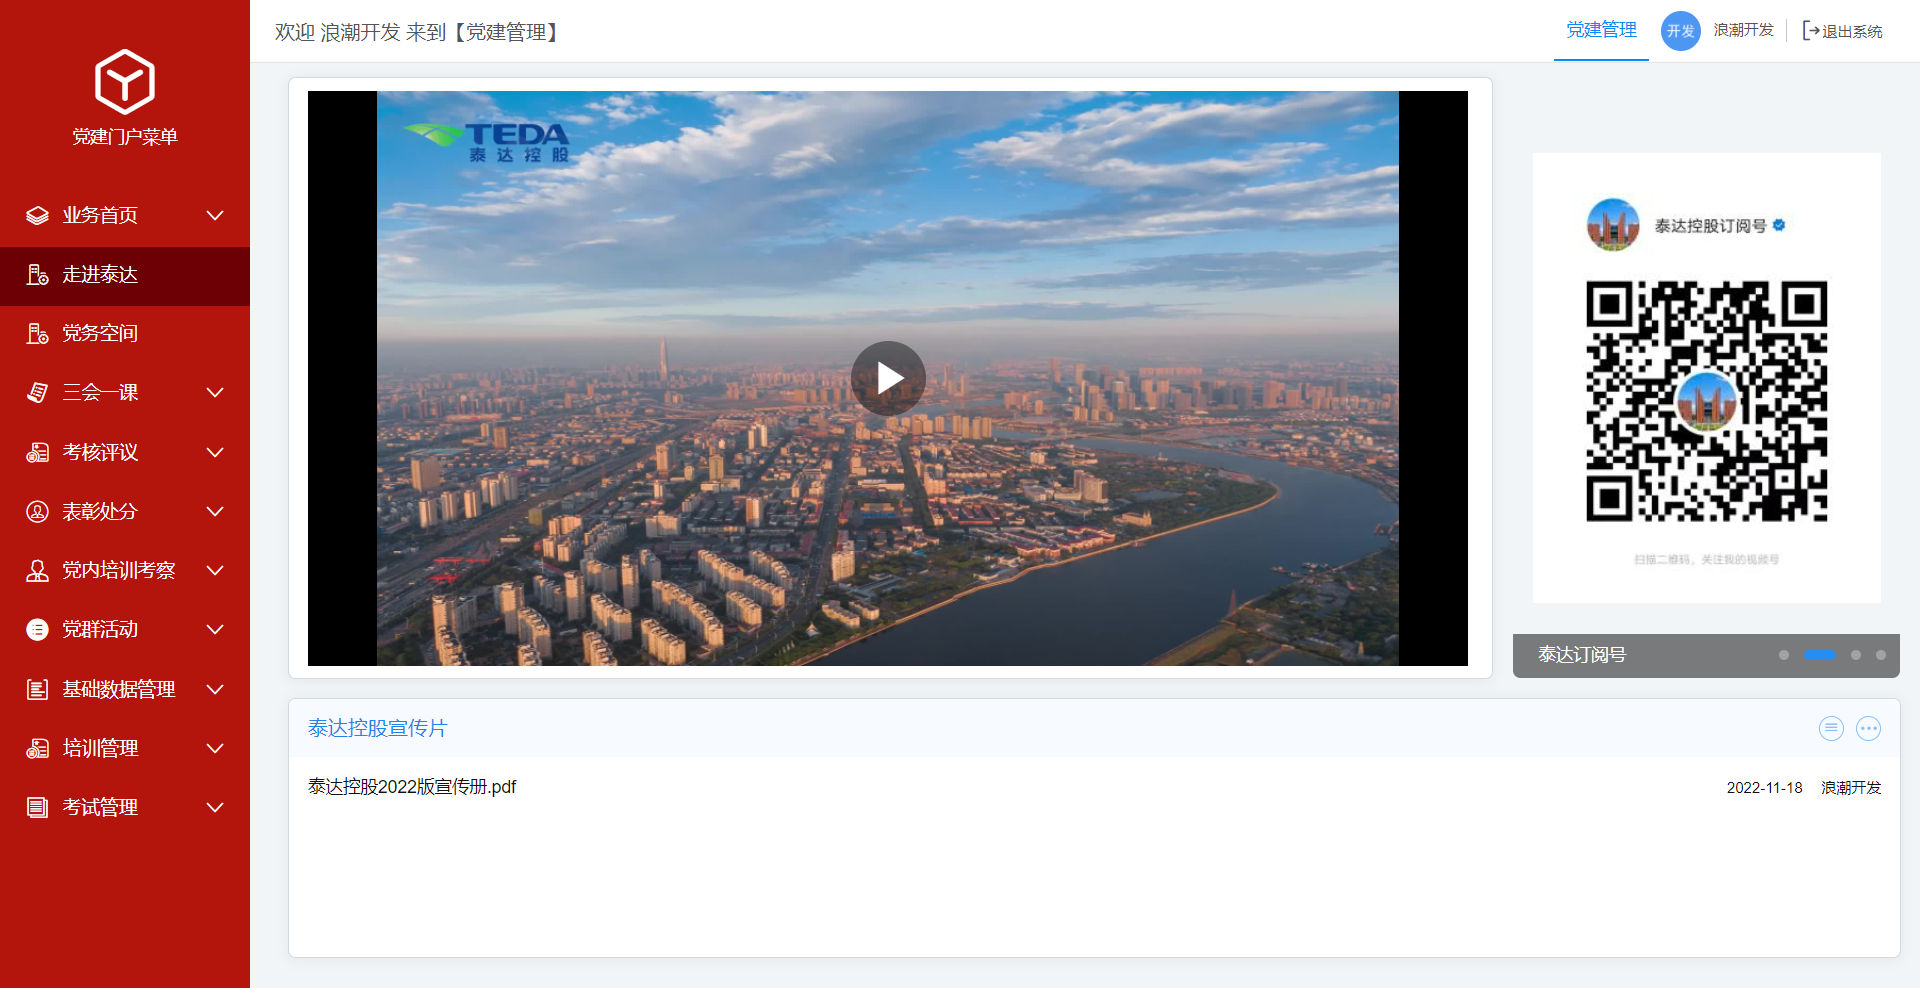 欢迎 浪潮开发 来到【党建管理】
党建管理
开发
浪潮开发
退出系统
党建门户菜单
业务首页
走进泰达
党务空间
三会一课
考核评议
表彰处分
党内培训考察
党群活动
基础数据管理
培训管理
考试管理
TEDA
泰达控股
泰达控股订阅号
扫描二维码，关注我的视频号
泰达订阅号
泰达控股宣传片
泰达控股2022版宣传册.pdf
2022-11-18
浪潮开发